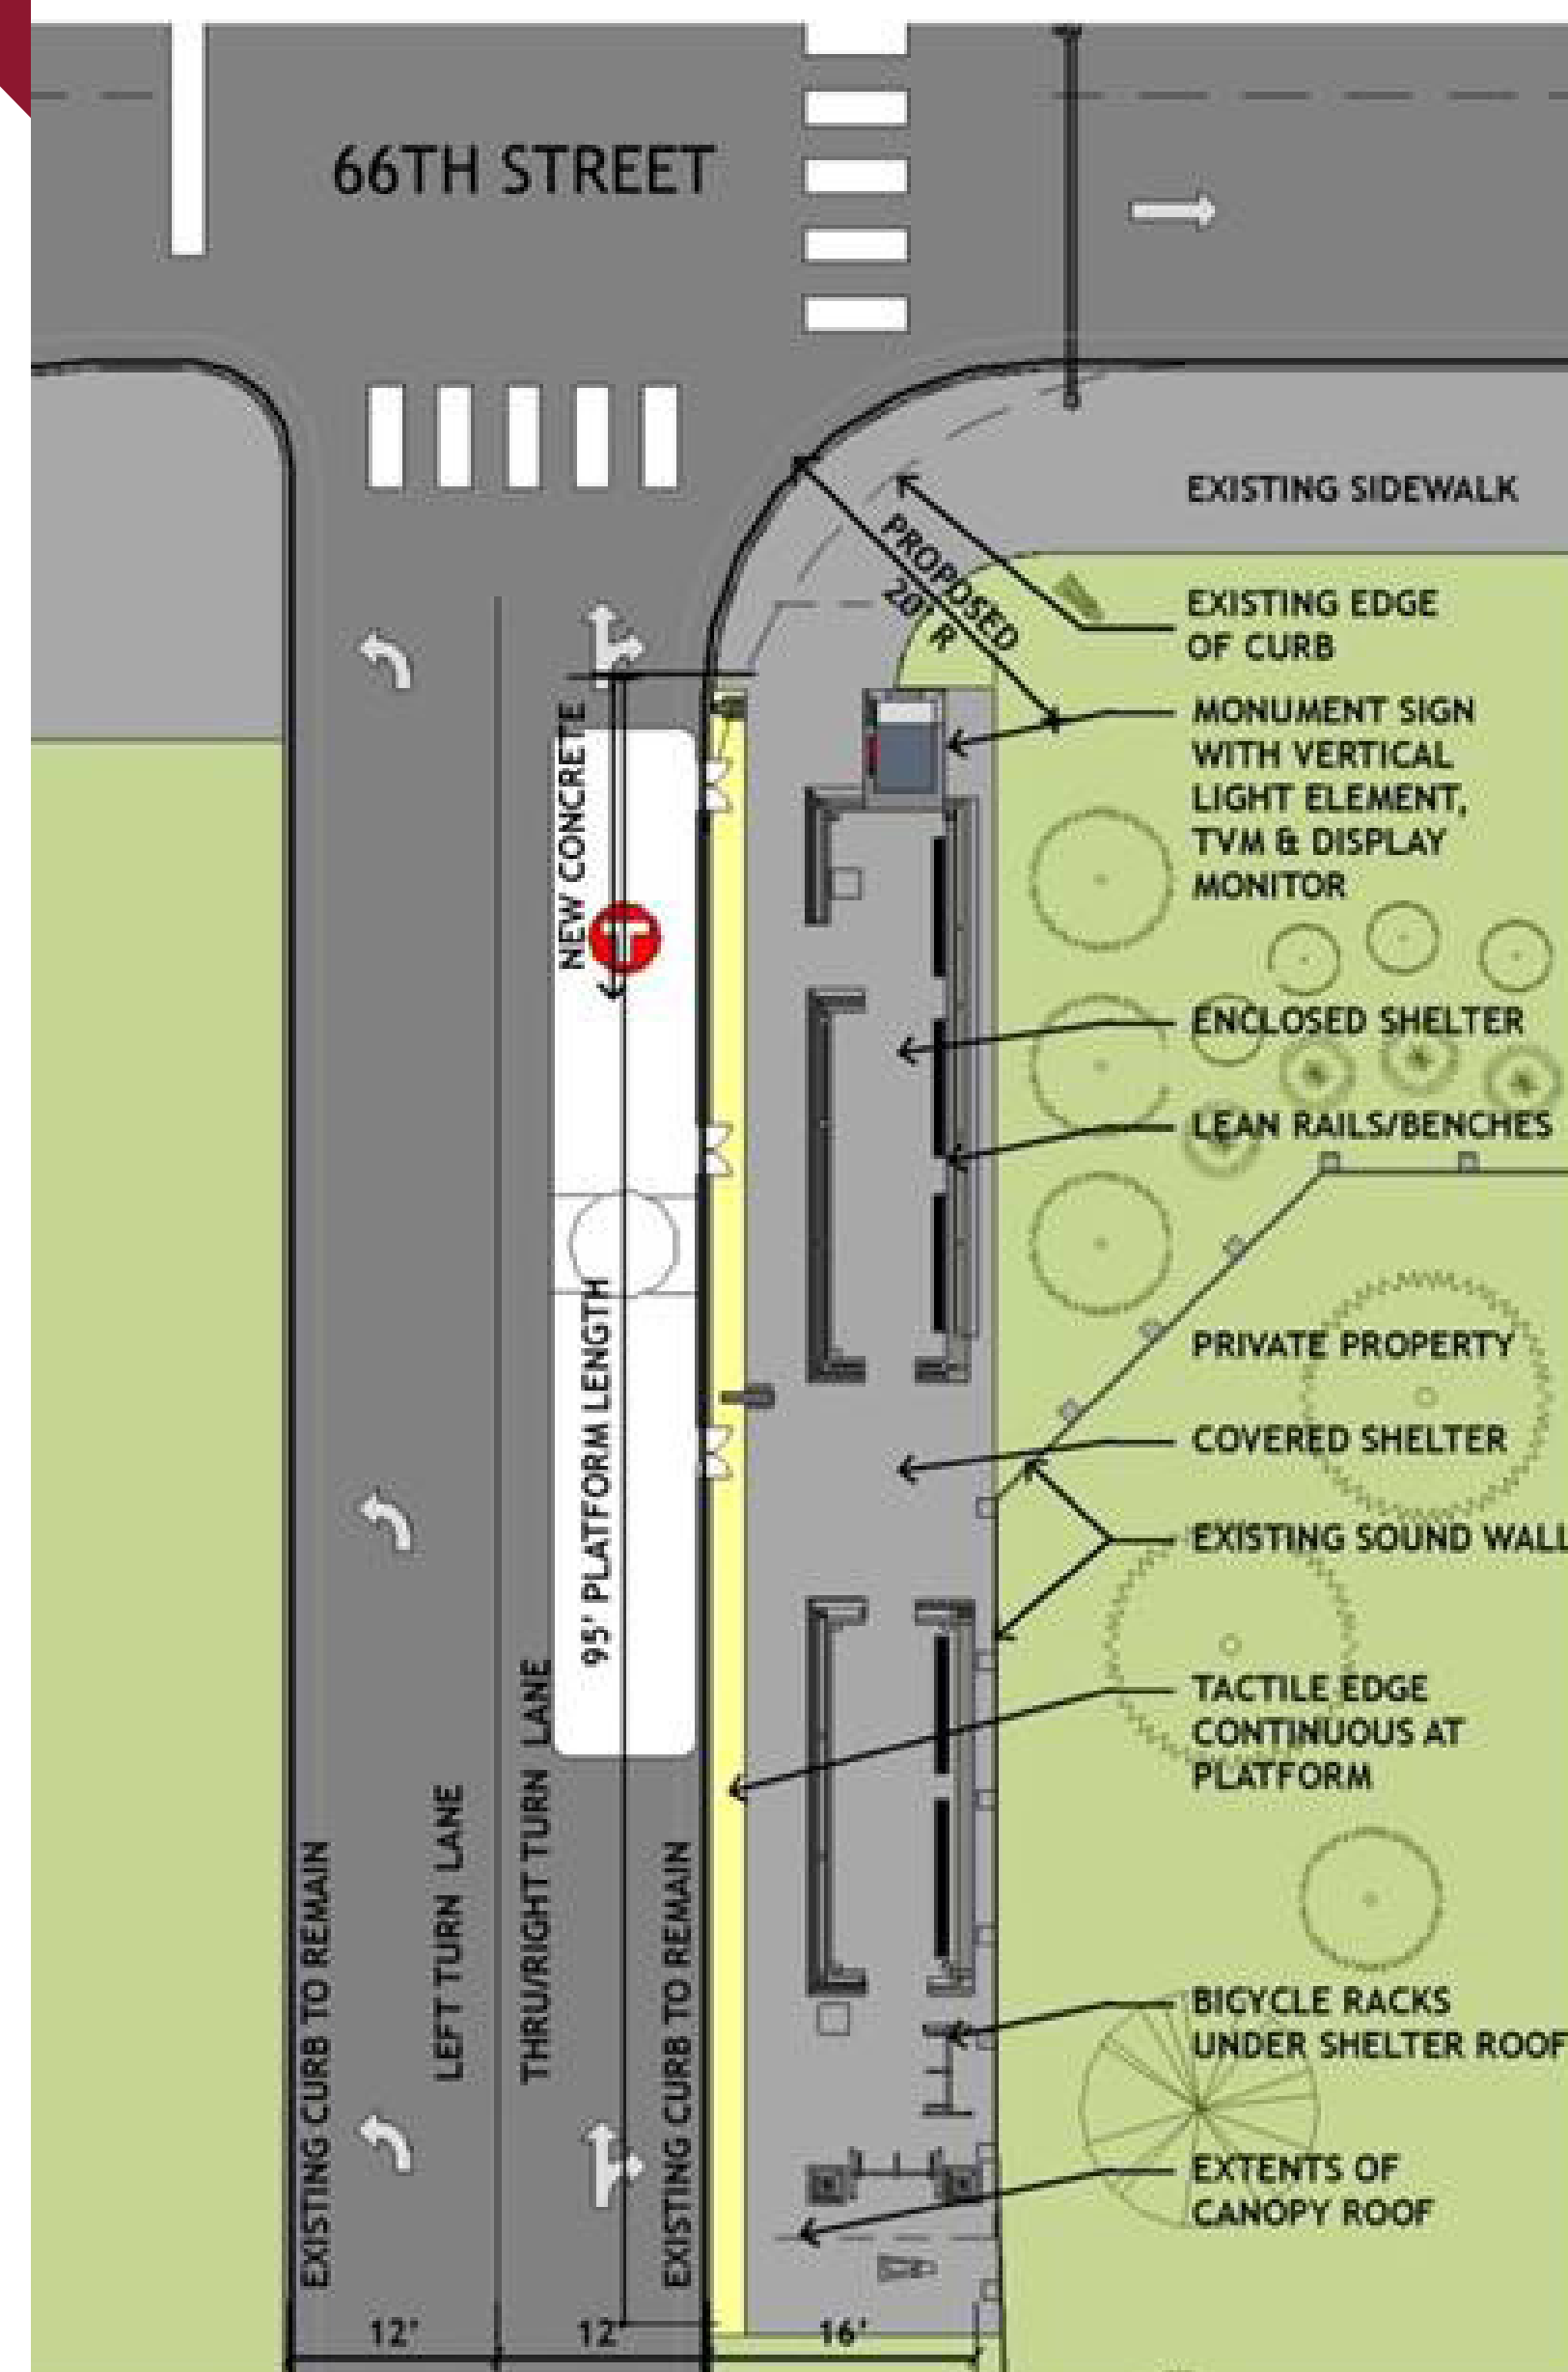 66TH STREET
EXISTING SIDEWALK
PROPOSED
20' R
EXISTING EDGE
OF CURB
MONUMENT SIGN
WITH VERTICAL
LIGHT ELEMENT,
TVM & DISPLAY
MONITOR
NEW CONCRETE
T
ENCLOSED SHELTER
LEAN RAILS/BENCHES
95' PLATFORM LENGTH
PRIVATE PROPERTY
COVERED SHELTER
EXISTING SOUND WALL
TACTILE EDGE
CONTINUOUS AT
PLATFORM
EXISTING CURB TO REMAIN
LEFT TURN LANE
THRU/RIGHT TURN LANE
EXISTING CURB TO REMAIN
BICYCLE RACKS
UNDER SHELTER ROOF
EXTENTS OF
CANOPY ROOF
12'
12'
16'